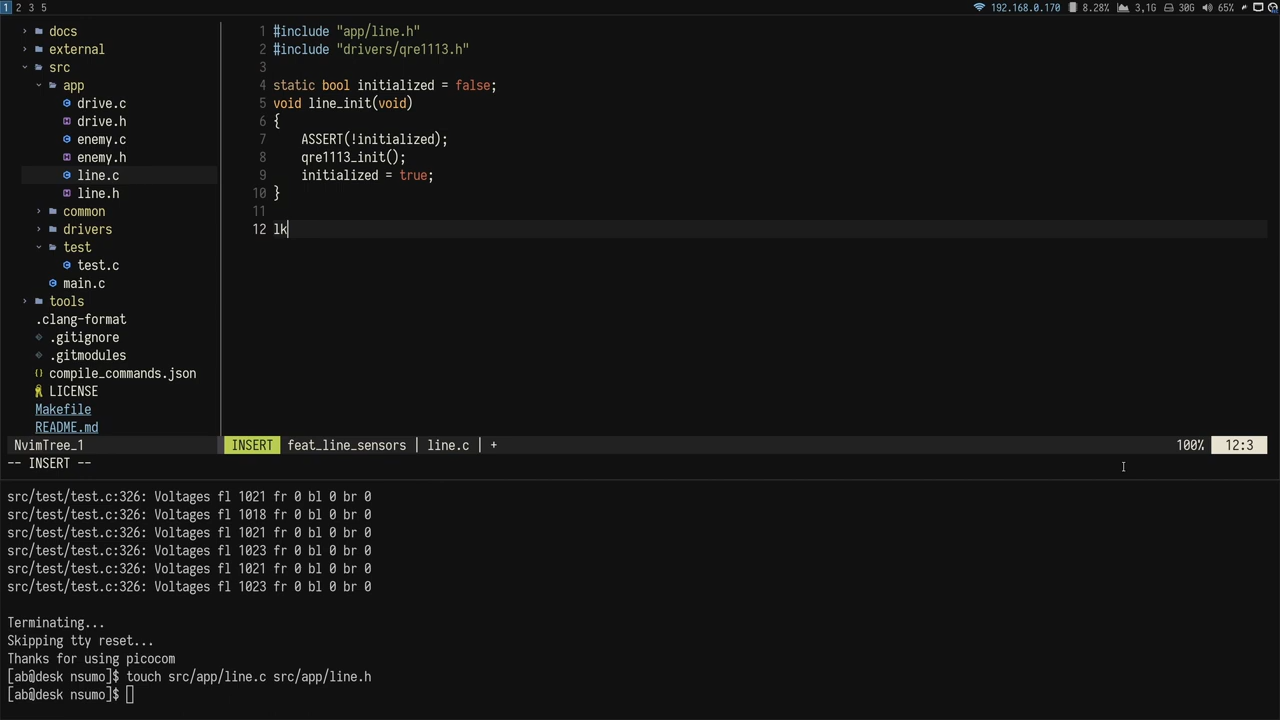 1 2 3 5 192.168.0.170 8.28% 3,1G 30G 65%
docs
external
src
app
drive.c
drive.h
enemy.c
enemy.h
line.c
line.h
common
drivers
test
test.c
main.c
tools
.clang-format
.gitignore
.gitmodules
{} compile_commands.json
LICENSE
Makefile
README.md
1 #include "app/line.h"
2 #include "drivers/qre1113.h"
3
4 static bool initialized = false;
5 void line_init(void)
6 {
7     ASSERT(!initialized);
8     qre1113_init();
9     initialized = true;
10 }
11
12 lk
NvimTree_1 INSERT feat_line_sensors | line.c | + 100% 12:3
-- INSERT --
src/test/test.c:326: Voltages fl 1021 fr 0 bl 0 br 0
src/test/test.c:326: Voltages fl 1018 fr 0 bl 0 br 0
src/test/test.c:326: Voltages fl 1021 fr 0 bl 0 br 0
src/test/test.c:326: Voltages fl 1023 fr 0 bl 0 br 0
src/test/test.c:326: Voltages fl 1021 fr 0 bl 0 br 0
src/test/test.c:326: Voltages fl 1023 fr 0 bl 0 br 0
Terminating...
Skipping tty reset...
Thanks for using picocom
[ab@desk nsumo]$ touch src/app/line.c src/app/line.h
[ab@desk nsumo]$